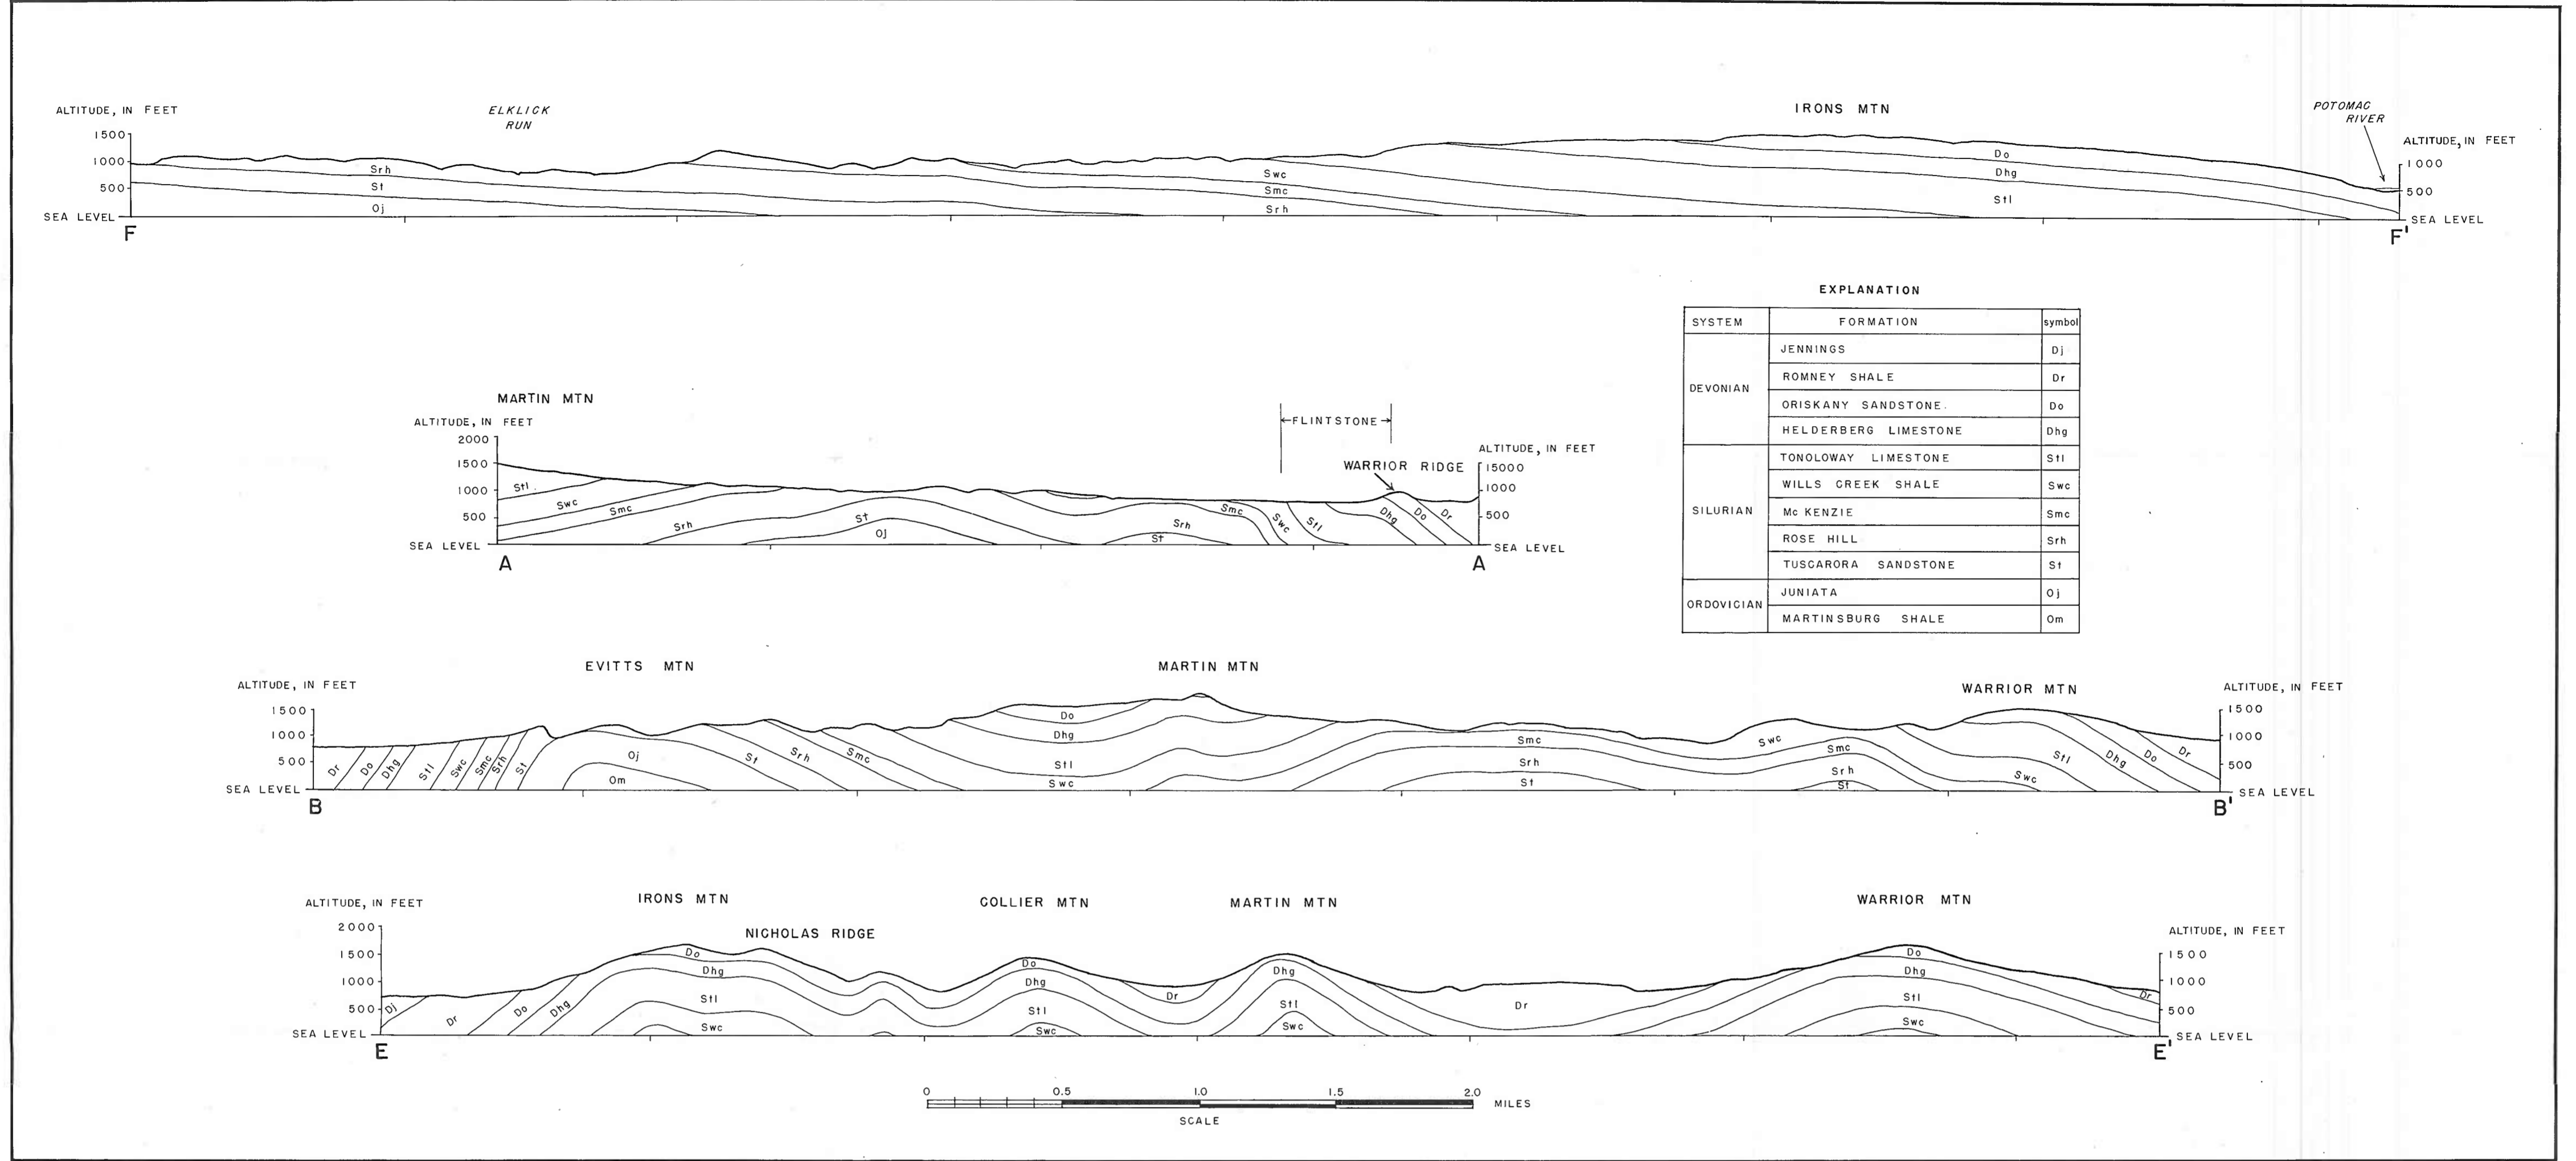 ALTITUDE, IN FEET
ELKLICK
RUN
IRONS MTN
POTOMAC
RIVER
ALTITUDE, IN FEET
1500
1000
500
SEA LEVEL
Srh
St
Oj
Swc
Smc
Srh
Do
Dhg
Stl
1000
500
SEA LEVEL
F
F'
EXPLANATION
SYSTEM FORMATION symbol
DEVONIAN
JENNINGS Dj
ROMNEY SHALE Dr
ORISKANY SANDSTONE. Do
HELDERBERG LIMESTONE Dhg
SILURIAN
TONOLOWAY LIMESTONE Stl
WILLS CREEK SHALE Swc
Mc KENZIE Smc
ROSE HILL Srh
TUSCARORA SANDSTONE St
ORDOVICIAN
JUNIATA Oj
MARTINSBURG SHALE Om
MARTIN MTN
ALTITUDE, IN FEET
FLINTSTONE
WARRIOR RIDGE
ALTITUDE, IN FEET
2000
1500
1000
500
SEA LEVEL
Stl
Swc
Smc
Srh
St
Oj
Srh
St
Smc
Swc
Stl
Dhg
Do
Dr
15000
1000
500
SEA LEVEL
A
A
EVITTS MTN
MARTIN MTN
WARRIOR MTN
ALTITUDE, IN FEET
ALTITUDE, IN FEET
1500
1000
500
SEA LEVEL
Dr
Do
Dhg
Stl
Swc
Smc
Srh
St
Oj
Om
St
Srh
Smc
Do
Dhg
Stl
Swc
Smc
Srh
St
Swc
Smc
Srh
St
Swc
Stl
Dhg
Do
Dr
1500
1000
500
SEA LEVEL
B
B'
IRONS MTN
COLLIER MTN
MARTIN MTN
WARRIOR MTN
ALTITUDE, IN FEET
NICHOLAS RIDGE
ALTITUDE, IN FEET
2000
1500
1000
500
SEA LEVEL
Dj
Dr
Do
Dhg
Do
Dhg
Stl
Swc
Do
Dhg
Stl
Swc
Dr
Dhg
Stl
Swc
Dr
Do
Dhg
Stl
Swc
Dr
1500
1000
500
SEA LEVEL
E
E'
0 0.5 1.0 1.5 2.0
MILES
SCALE